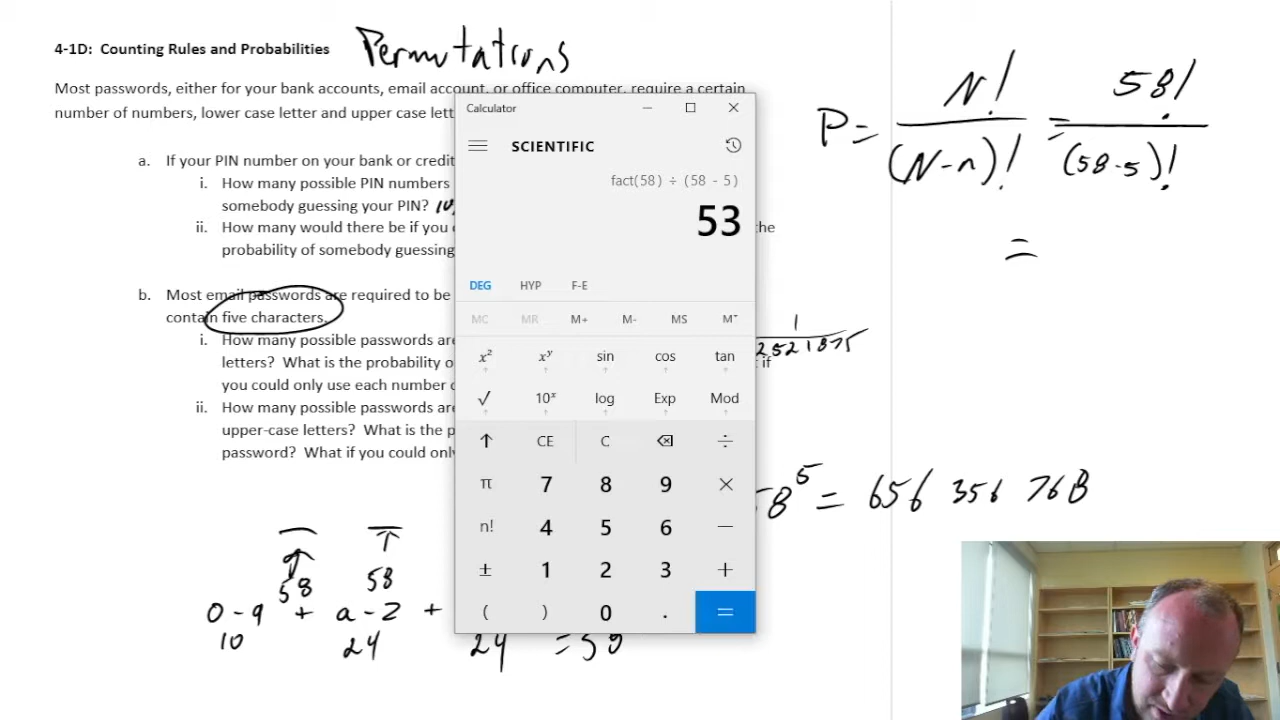 4-1D: Counting Rules and Probabilities
Permutations
Most passwords, either for your bank accounts, email account, or office computer, require a certain
number of numbers, lower case letter and upper case lett
a. If your PIN number on your bank or credit
i. How many possible PIN numbers
somebody guessing your PIN?
ii. How many would there be if you
the
probability of somebody guessing
b. Most email passwords are required to be
contain five characters.
i. How many possible passwords are
letters? What is the probability o
if
you could only use each number o
ii. How many possible passwords are
upper-case letters? What is the p
password? What if you could only
Calculator
SCIENTIFIC
fact(58) ÷ (58 - 5)
53
DEG HYP F-E
MC MR M+ M- MS M˅
x² xʸ sin cos tan
√ 10ˣ log Exp Mod
↑ CE C ⌫ ÷
π 7 8 9 ×
n! 4 5 6 −
± 1 2 3 +
( ) 0 . =
P = N! / (N-n)! = 58! / (58-5)!
=
1
2521875
58⁵ = 656 356 768
58 58
0-9 + a-z +
10 24 24 = 58